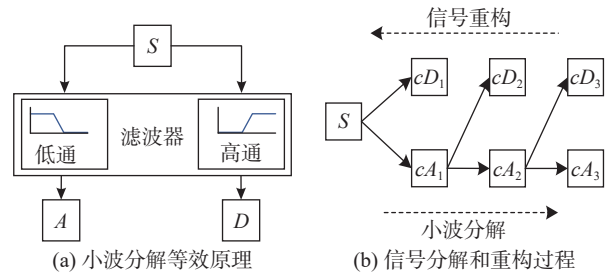 S
低通
滤波器
高通
A
D
(a) 小波分解等效原理
信号重构
cD₁
cD₂
cD₃
S
cA₁
cA₂
cA₃
小波分解
(b) 信号分解和重构过程